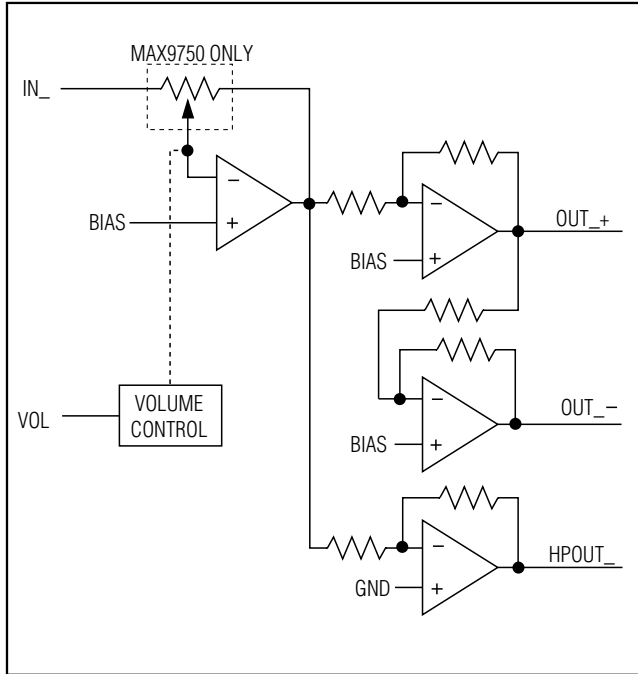 MAX9750 ONLY
IN_
−
+
BIAS
−
+
BIAS
OUT_+
VOL
VOLUME
CONTROL
−
+
BIAS
OUT_−
−
+
GND
HPOUT_